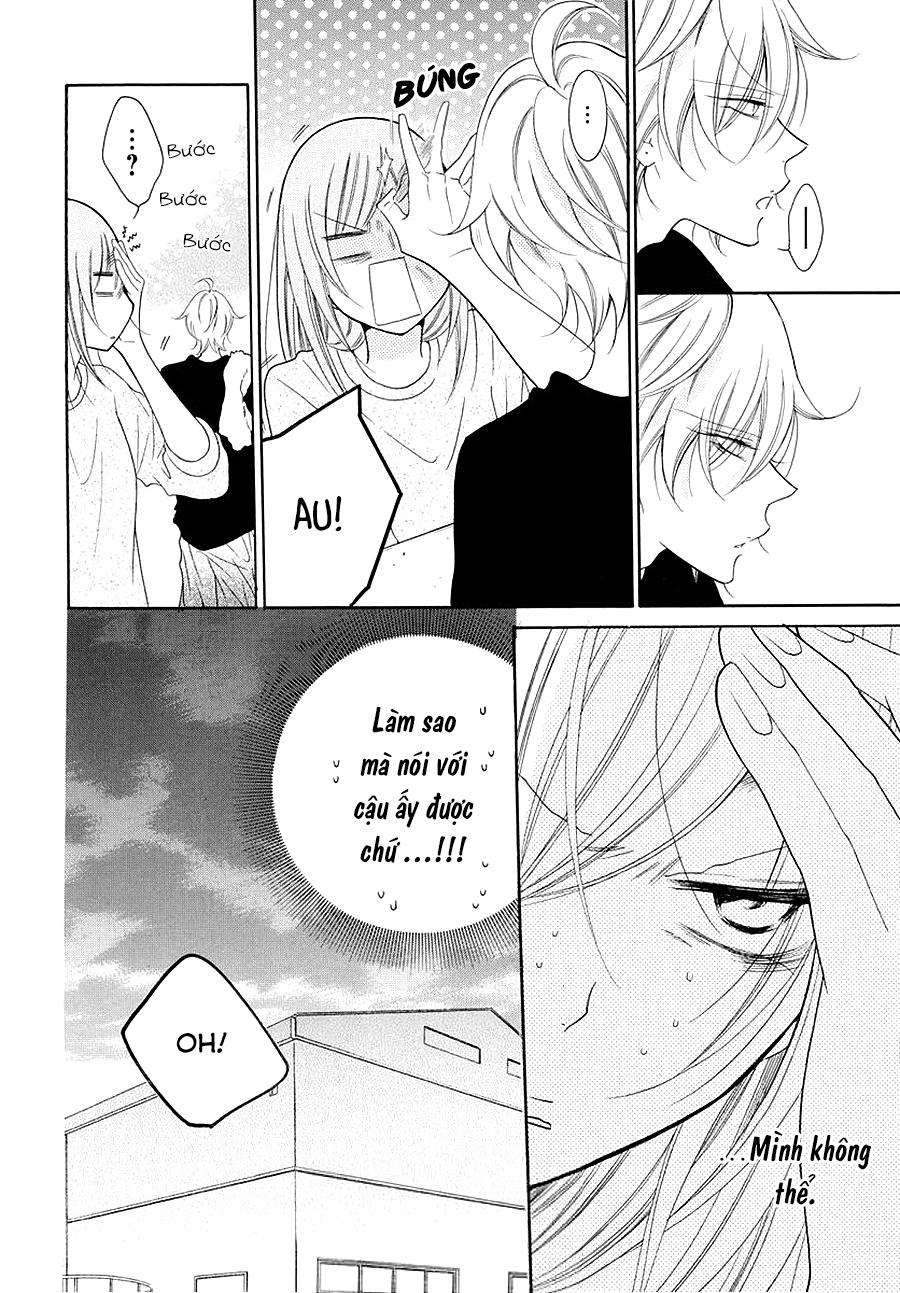 ...
BÚNG
AU!
...?
Bước
Bước
Bước
...Mình không
thể.
Làm sao
mà nói với
cậu ấy được
chứ...!!!
OH!